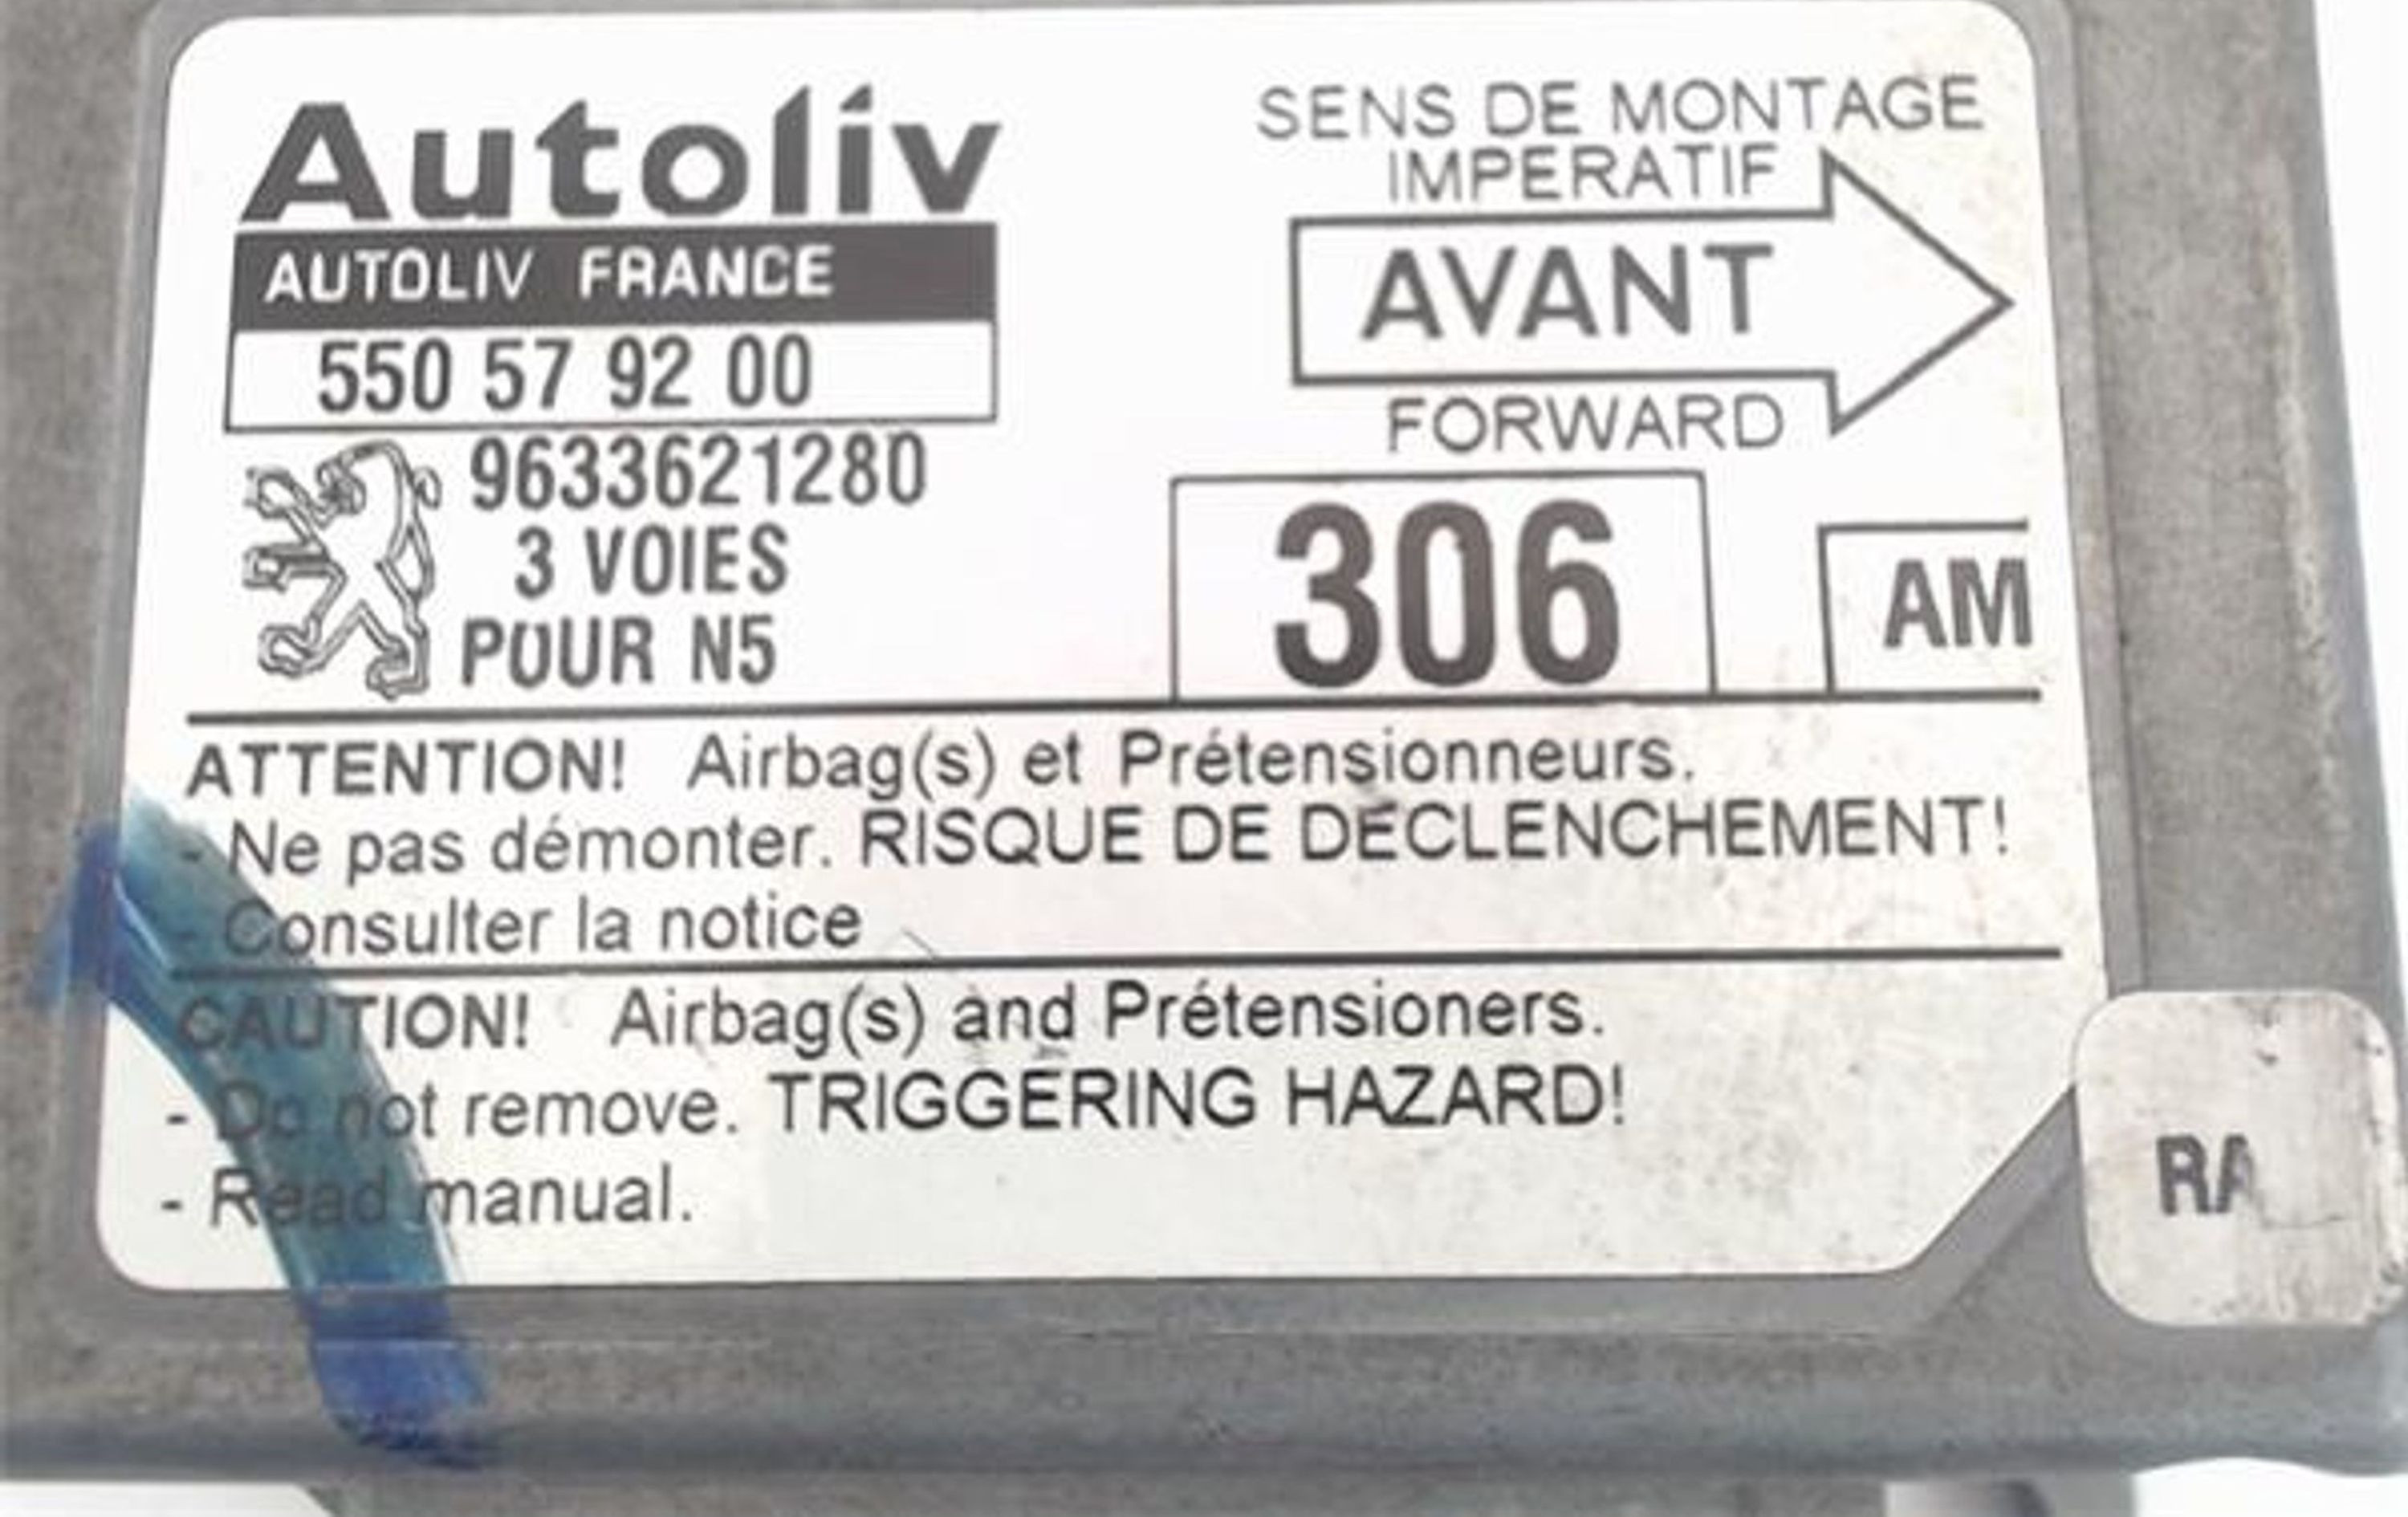 Autoliv
AUTOLIV FRANCE
550 57 92 00
9633621280
3 VOIES
POUR N5
SENS DE MONTAGE
IMPERATIF
AVANT
FORWARD
306
AM
ATTENTION! Airbag(s) et Prétensionneurs.
- Ne pas démonter. RISQUE DE DECLENCHEMENT!
- Consulter la notice
CAUTION! Airbag(s) and Prétensioners.
- Do not remove. TRIGGERING HAZARD!
- Read manual.
RA